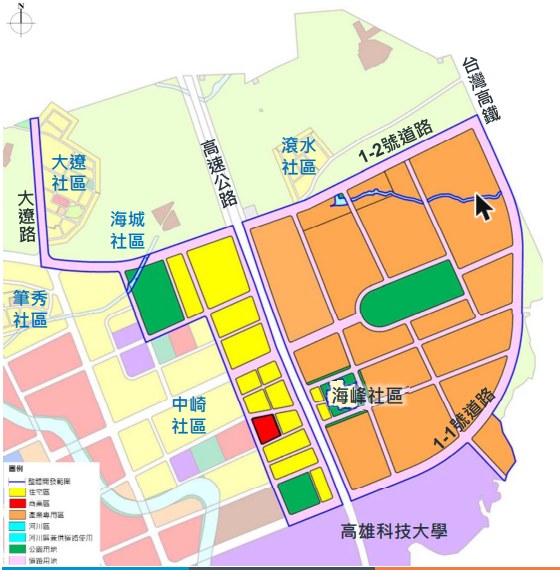 N
台灣高鐵
1-2號道路
高速公路
滾水
社區
大遼
社區
大遼路
海城
社區
筆秀
社區
中崎
社區
海峰社區
1-1號道路
高雄科技大學
圖例
整體開發範圍
住宅區
商業區
產業專用區
河川區
河川區兼供道路使用
公園用地
道路用地